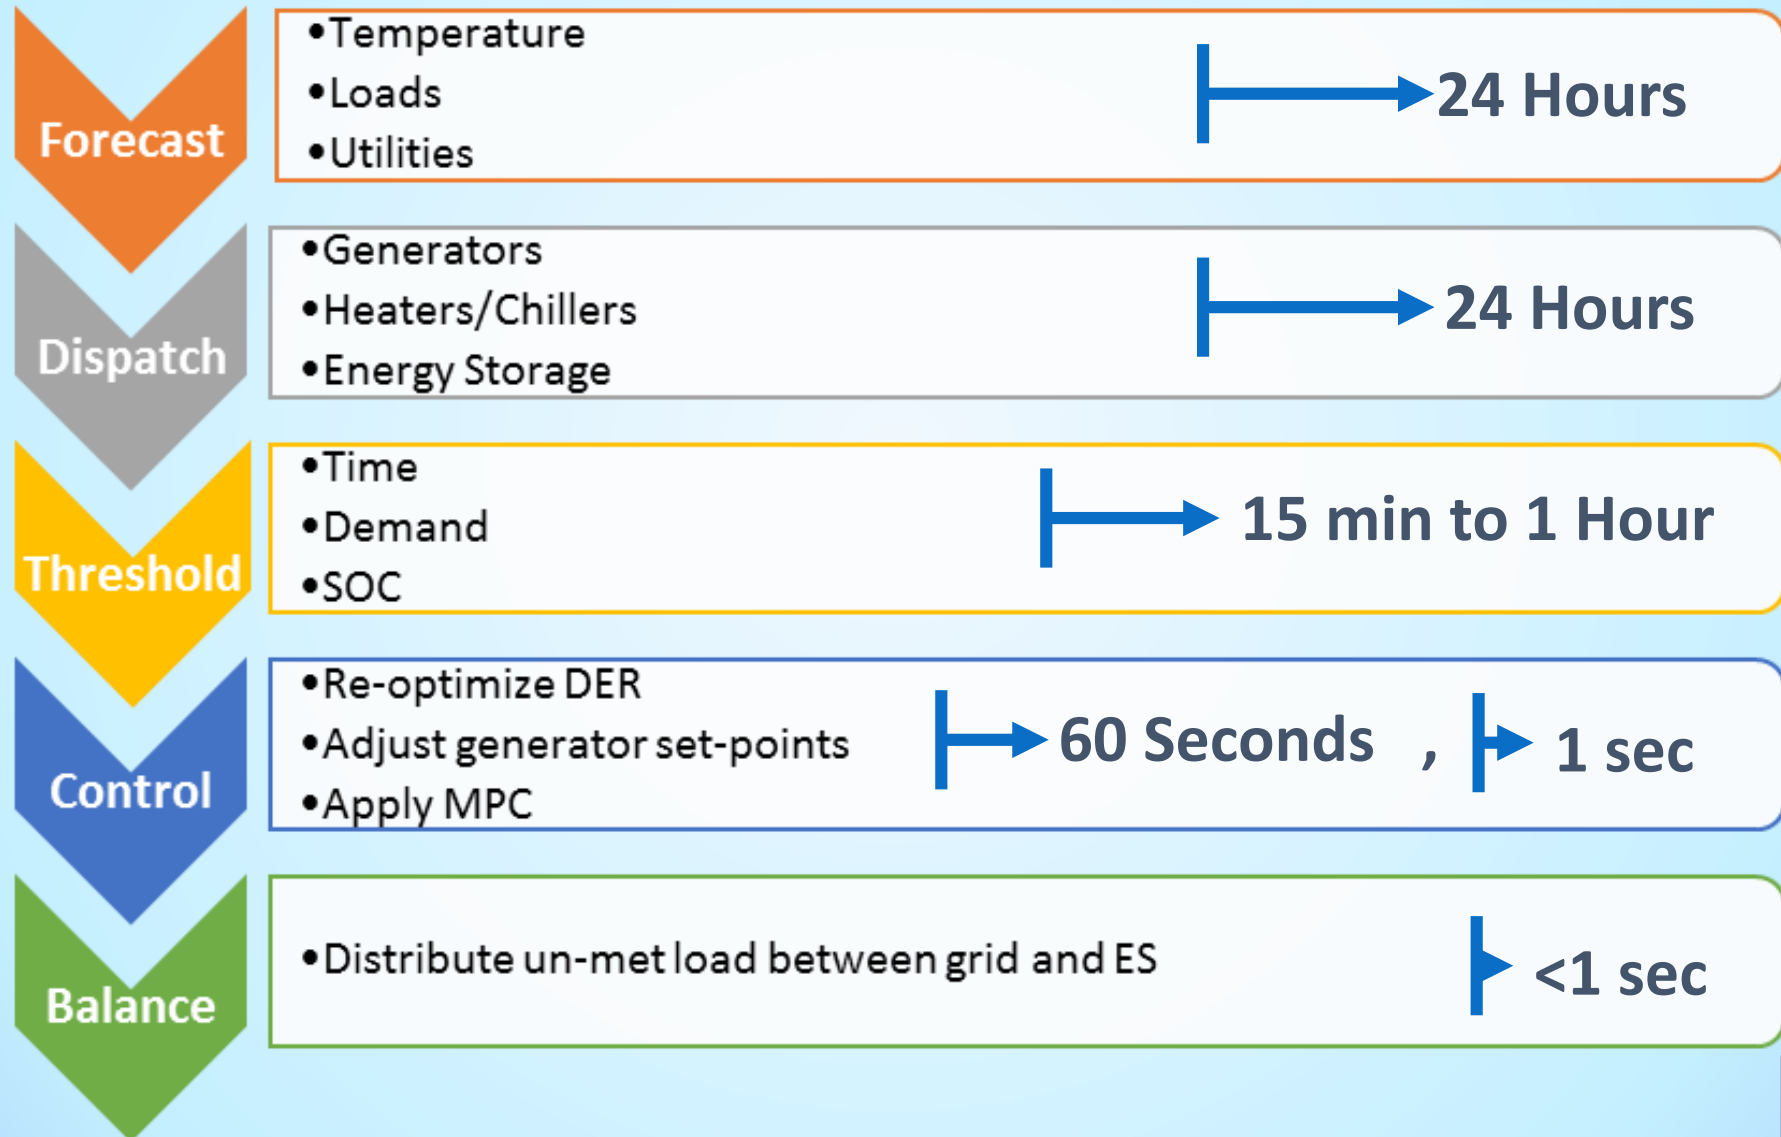 Forecast
•Temperature
•Loads
•Utilities
24 Hours
Dispatch
•Generators
•Heaters/Chillers
•Energy Storage
24 Hours
Threshold
•Time
•Demand
•SOC
15 min to 1 Hour
Control
•Re-optimize DER
•Adjust generator set-points
•Apply MPC
60 Seconds , 1 sec
Balance
•Distribute un-met load between grid and ES
<1 sec